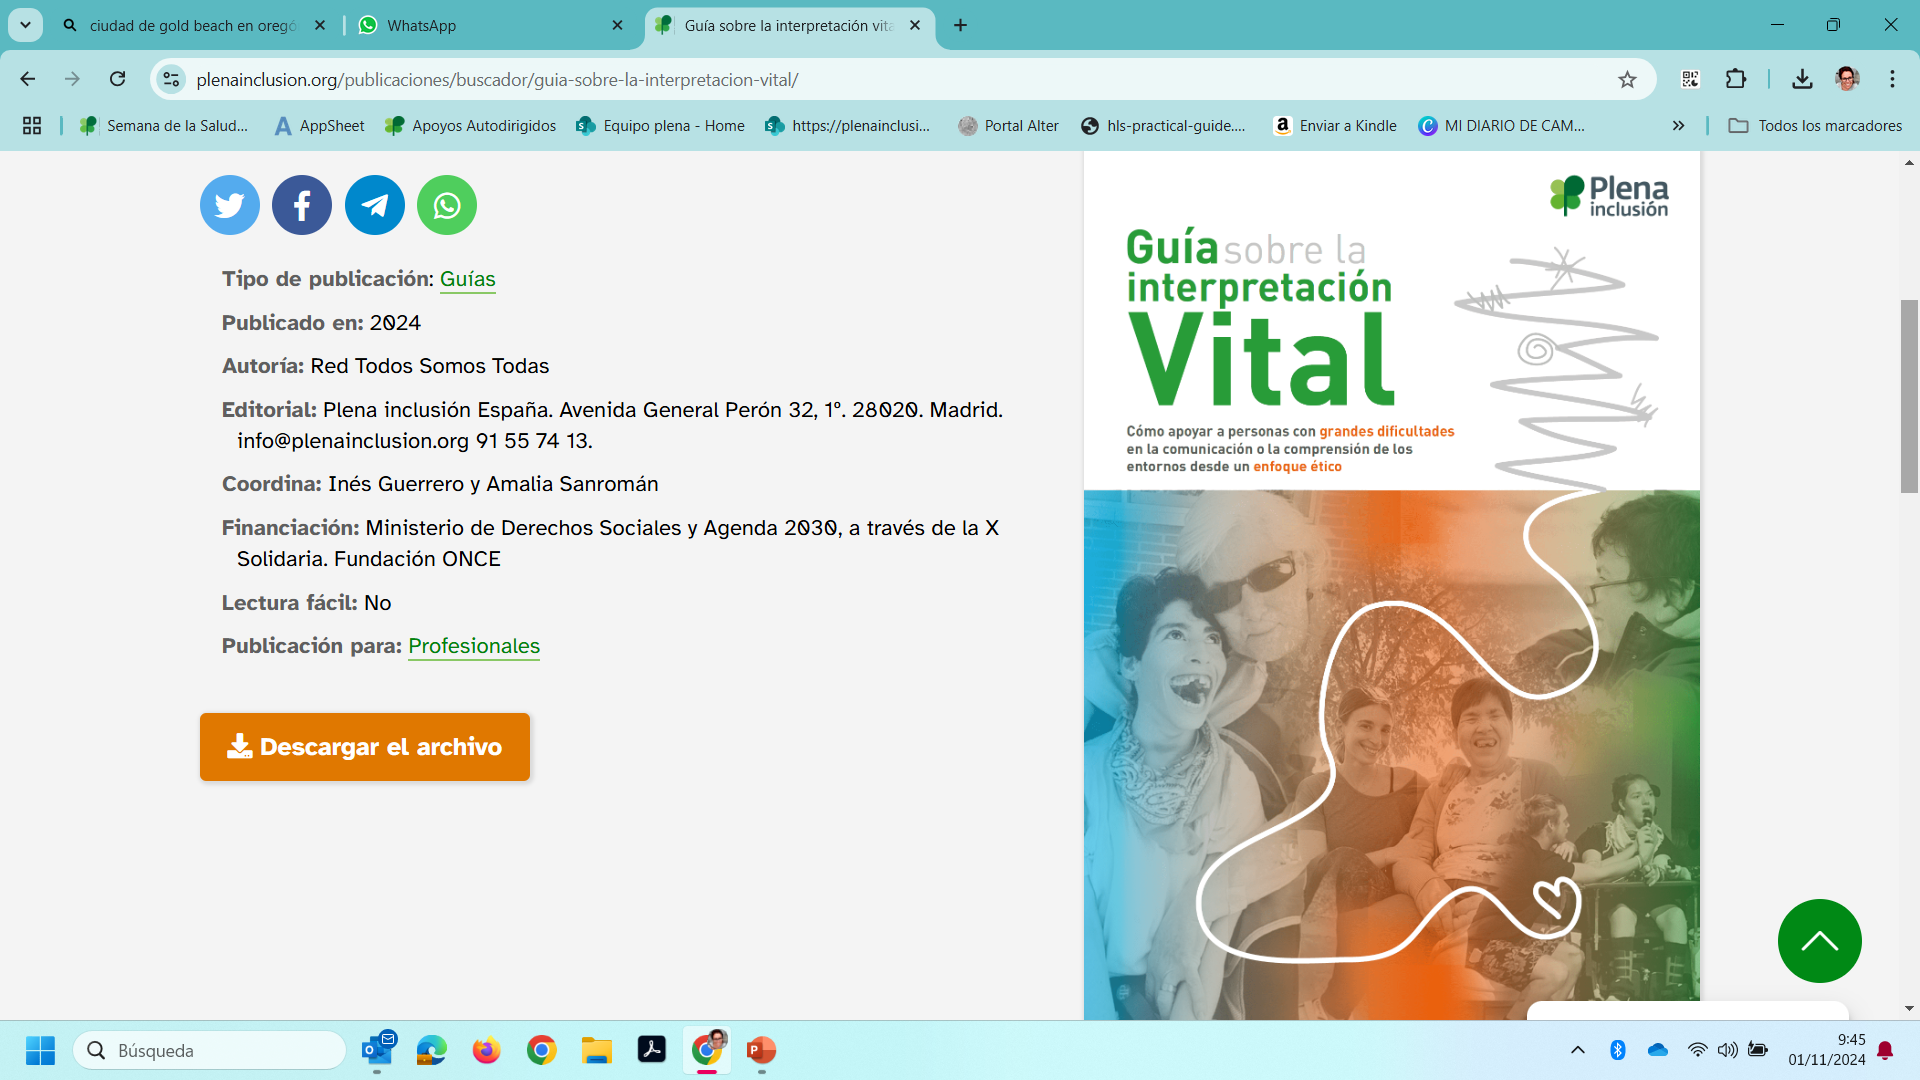 ciudad de gold beach en oregó
WhatsApp
Guía sobre la interpretación vita
plenainclusion.org/publicaciones/buscador/guia-sobre-la-interpretacion-vital/
Semana de la Salud...
AppSheet
Apoyos Autodirigidos
Equipo plena - Home
https://plenainclusi...
Portal Alter
hls-practical-guide....
Enviar a Kindle
MI DIARIO DE CAM...
Todos los marcadores
Tipo de publicación: Guías
Publicado en: 2024
Autoría: Red Todos Somos Todas
Editorial: Plena inclusión España. Avenida General Perón 32, 1º. 28020. Madrid.
info@plenainclusion.org 91 55 74 13.
Coordina: Inés Guerrero y Amalia Sanromán
Financiación: Ministerio de Derechos Sociales y Agenda 2030, a través de la X
Solidaria. Fundación ONCE
Lectura fácil: No
Publicación para: Profesionales
Descargar el archivo
Plena
inclusión
Guía sobre la
interpretación
Vital
Cómo apoyar a personas con grandes dificultades
en la comunicación o la comprensión de los
entornos desde un enfoque ético
Búsqueda
9:45
01/11/2024